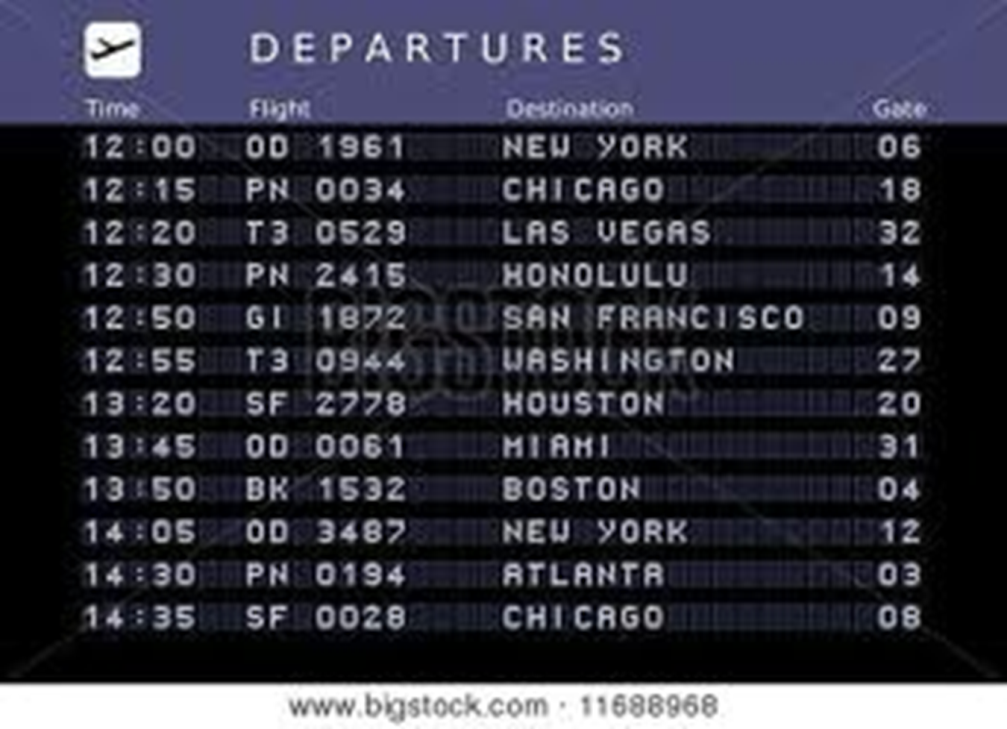 DEPARTURES
Time Flight Destination Gate
12:00 OD 1961 NEW YORK 06
12:15 PN 0034 CHICAGO 18
12:20 T3 0529 LAS VEGAS 32
12:30 PN 2415 HONOLULU 14
12:50 GI 1872 SAN FRANCISCO 09
12:55 T3 0944 WASHINGTON 27
13:20 SF 2778 HOUSTON 20
13:45 OD 0061 MIAMI 31
13:50 BK 1532 BOSTON 04
14:05 OD 3487 NEW YORK 12
14:30 PN 0194 ATLANTA 03
14:35 SF 0028 CHICAGO 08
BIGSTOCK
www.bigstock.com · 11688968